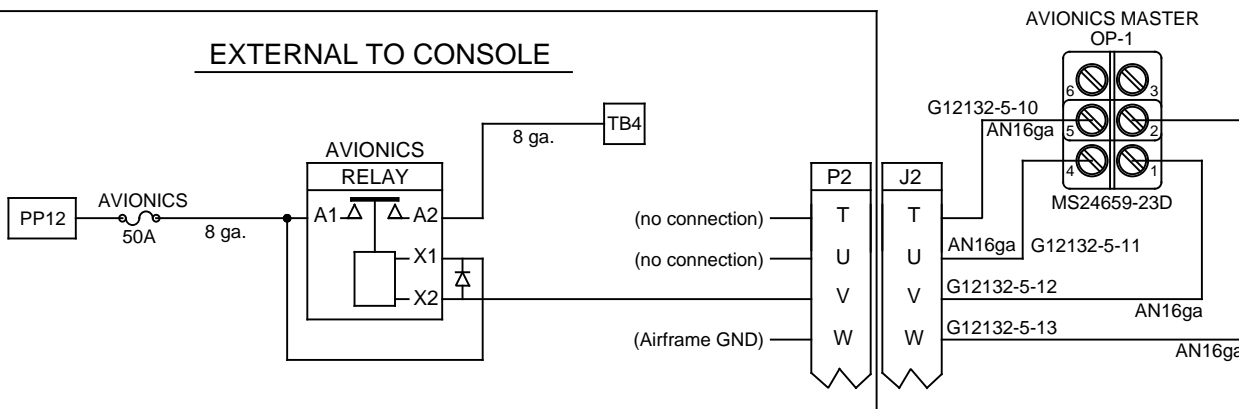 EXTERNAL TO CONSOLE
AVIONICS MASTER
OP-1
6
3
G12132-5-10
AN16ga
5
2
4
1
MS24659-23D
TB4
8 ga.
AVIONICS
RELAY
A1
A2
X1
X2
PP12
AVIONICS
50A
8 ga.
P2
J2
(no connection)
T
T
(no connection)
U
U
AN16ga
G12132-5-11
V
V
G12132-5-12
AN16ga
(Airframe GND)
W
W
G12132-5-13
AN16ga